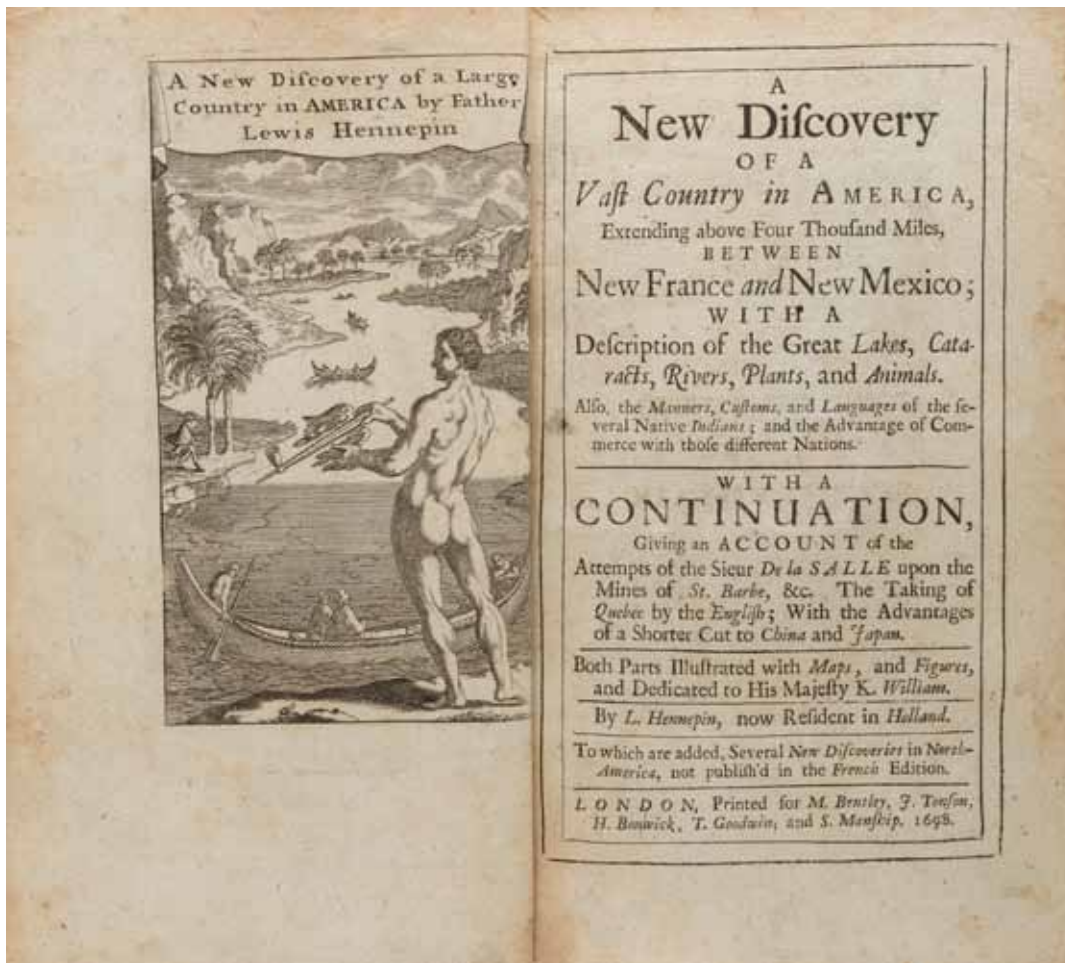 A New Diſcovery of a Large
Country in AMERICA by Father
Lewis Hennepin
A
New Diſcovery
OF A
Vaſt Country in AMERICA,
Extending above Four Thouſand Miles,
BETWEEN
New France and New Mexico;
WITH A
Deſcription of the Great Lakes, Cata-
racts, Rivers, Plants, and Animals.
Alſo, the Manners, Cuſtoms, and Languages of the ſe-
veral Native Indians; and the Advantage of Com-
merce with thoſe different Nations.
WITH A
CONTINUATION,
Giving an ACCOUNT of the
Attempts of the Sieur De la SALLE upon the
Mines of St. Barbe, &c. The Taking of
Quebec by the Engliſh; With the Advantages
of a Shorter Cut to China and Japan.
Both Parts Illuſtrated with Maps, and Figures,
and Dedicated to His Majeſty K. William.
By L. Hennepin, now Reſident in Holland.
To which are added, Several New Diſcoveries in North-
America, not publiſh'd in the French Edition.
LONDON, Printed for M. Bentley, J. Tonſon,
H. Bonwick, T. Goodwin, and S. Manſhip. 1698.